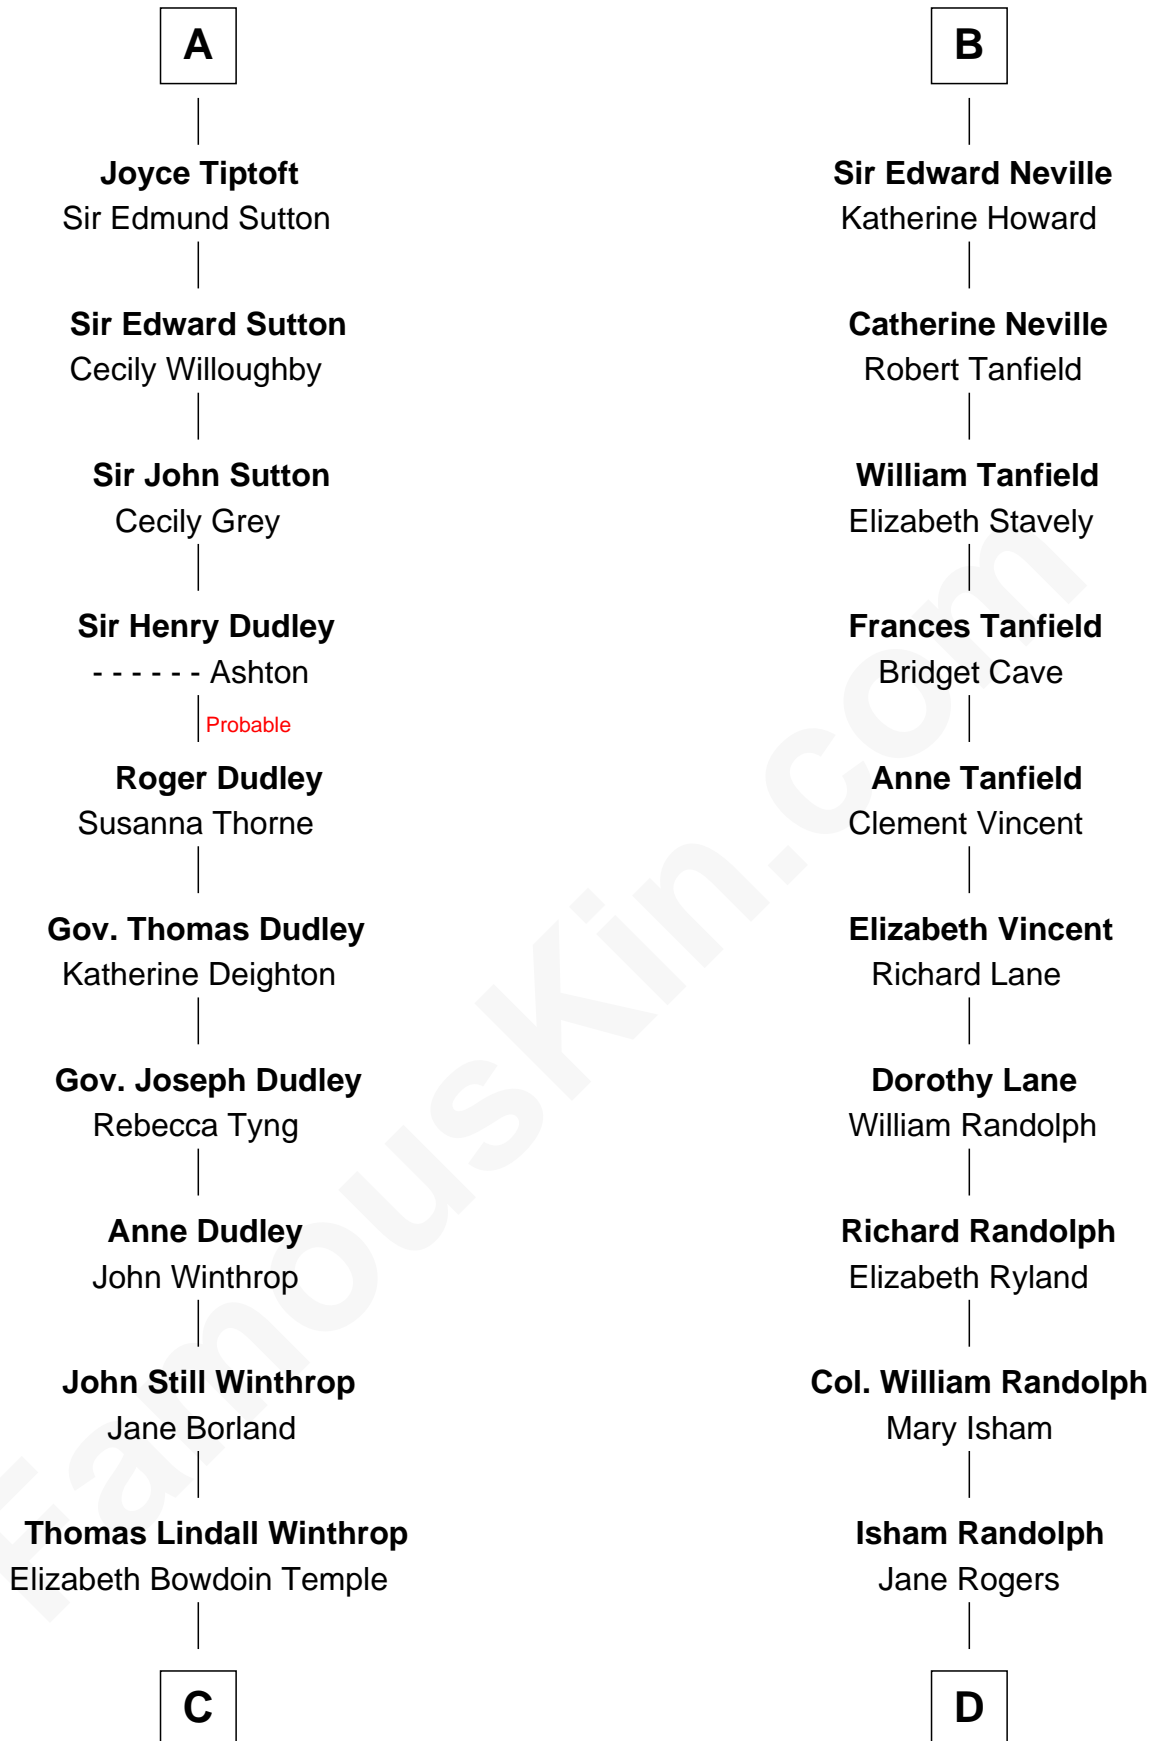 A
Joyce Tiptoft
Sir Edmund Sutton
Sir Edward Sutton
Cecily Willoughby
Sir John Sutton
Cecily Grey
Sir Henry Dudley
- - - - - - Ashton
Probable
Roger Dudley
Susanna Thorne
Gov. Thomas Dudley
Katherine Deighton
Gov. Joseph Dudley
Rebecca Tyng
Anne Dudley
John Winthrop
John Still Winthrop
Jane Borland
Thomas Lindall Winthrop
Elizabeth Bowdoin Temple
C
B
Sir Edward Neville
Katherine Howard
Catherine Neville
Robert Tanfield
William Tanfield
Elizabeth Stavely
Frances Tanfield
Bridget Cave
Anne Tanfield
Clement Vincent
Elizabeth Vincent
Richard Lane
Dorothy Lane
William Randolph
Richard Randolph
Elizabeth Ryland
Col. William Randolph
Mary Isham
Isham Randolph
Jane Rogers
D
FamousKin.com